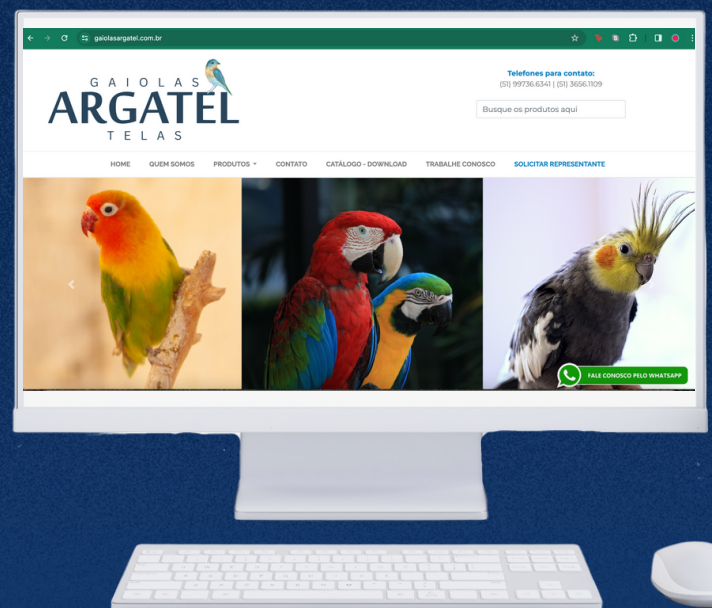 gaiolasargatel.com.br
GAIOLAS
ARGATEL
TELAS
Telefones para contato:
(51) 99736.6341 | (51) 3656.1109
Busque os produtos aqui
HOME QUEM SOMOS PRODUTOS CONTATO CATÁLOGO - DOWNLOAD TRABALHE CONOSCO SOLICITAR REPRESENTANTE
FALE CONOSCO PELO WHATSAPP